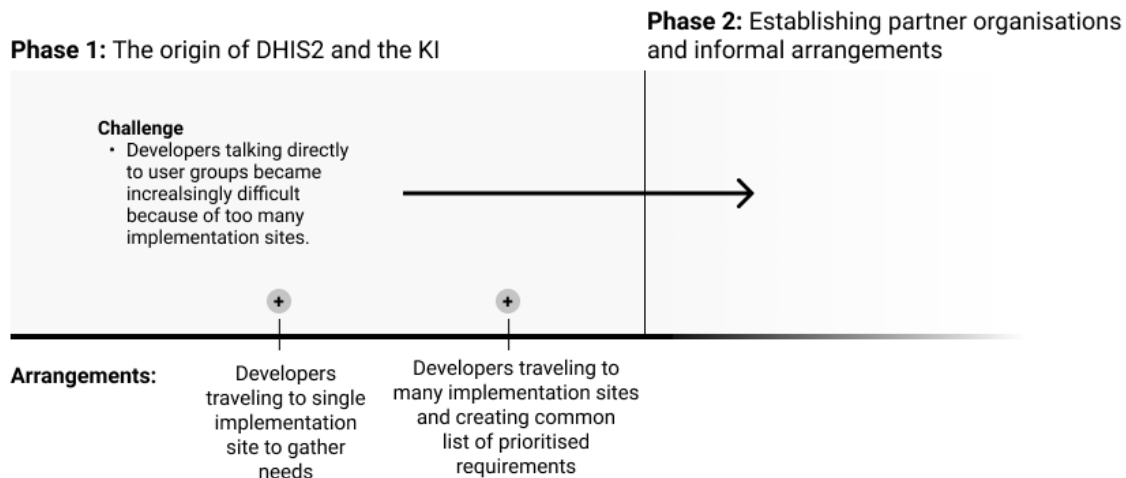 Phase 1: The origin of DHIS2 and the KI
Phase 2: Establishing partner organisations
and informal arrangements
Challenge
• Developers talking directly
to user groups became
increalsingly difficult
because of too many
implementation sites.
+
+
Arrangements:
Developers
traveling to single
implementation
site to gather
needs
Developers traveling to
many implementation sites
and creating common
list of prioritised
requirements